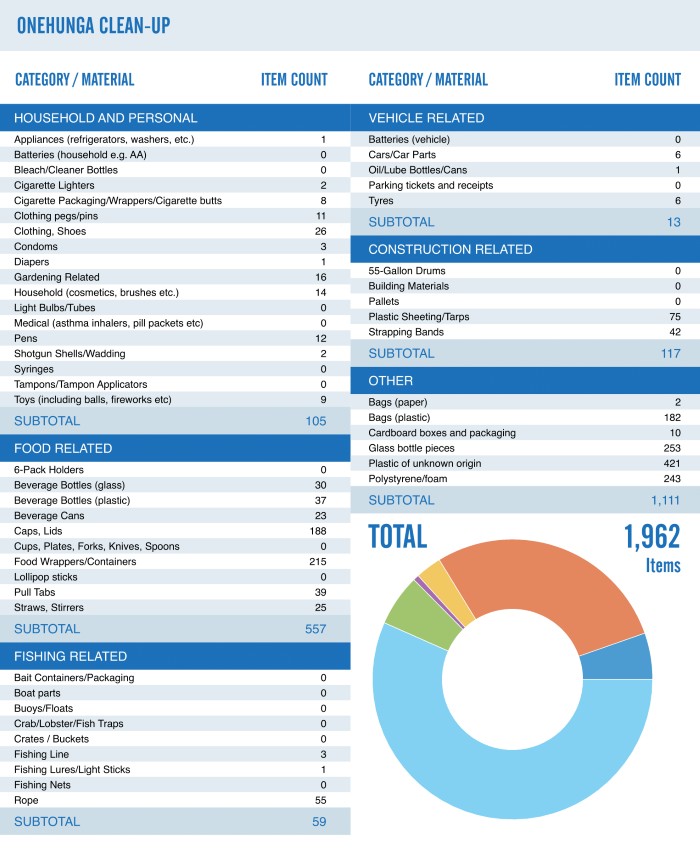 ONEHUNGA CLEAN-UP
CATEGORY / MATERIAL ITEM COUNT
HOUSEHOLD AND PERSONAL
Appliances (refrigerators, washers, etc.) 1
Batteries (household e.g. AA) 0
Bleach/Cleaner Bottles 0
Cigarette Lighters 2
Cigarette Packaging/Wrappers/Cigarette butts 8
Clothing pegs/pins 11
Clothing, Shoes 26
Condoms 3
Diapers 1
Gardening Related 16
Household (cosmetics, brushes etc.) 14
Light Bulbs/Tubes 0
Medical (asthma inhalers, pill packets etc) 0
Pens 12
Shotgun Shells/Wadding 2
Syringes 0
Tampons/Tampon Applicators 0
Toys (including balls, fireworks etc) 9
SUBTOTAL 105
FOOD RELATED
6-Pack Holders 0
Beverage Bottles (glass) 30
Beverage Bottles (plastic) 37
Beverage Cans 23
Caps, Lids 188
Cups, Plates, Forks, Knives, Spoons 0
Food Wrappers/Containers 215
Lollipop sticks 0
Pull Tabs 39
Straws, Stirrers 25
SUBTOTAL 557
FISHING RELATED
Bait Containers/Packaging 0
Boat parts 0
Buoys/Floats 0
Crab/Lobster/Fish Traps 0
Crates / Buckets 0
Fishing Line 3
Fishing Lures/Light Sticks 1
Fishing Nets 0
Rope 55
SUBTOTAL 59
CATEGORY / MATERIAL ITEM COUNT
VEHICLE RELATED
Batteries (vehicle) 0
Cars/Car Parts 6
Oil/Lube Bottles/Cans 1
Parking tickets and receipts 0
Tyres 6
SUBTOTAL 13
CONSTRUCTION RELATED
55-Gallon Drums 0
Building Materials 0
Pallets 0
Plastic Sheeting/Tarps 75
Strapping Bands 42
SUBTOTAL 117
OTHER
Bags (paper) 2
Bags (plastic) 182
Cardboard boxes and packaging 10
Glass bottle pieces 253
Plastic of unknown origin 421
Polystyrene/foam 243
SUBTOTAL 1,111
TOTAL 1,962
Items